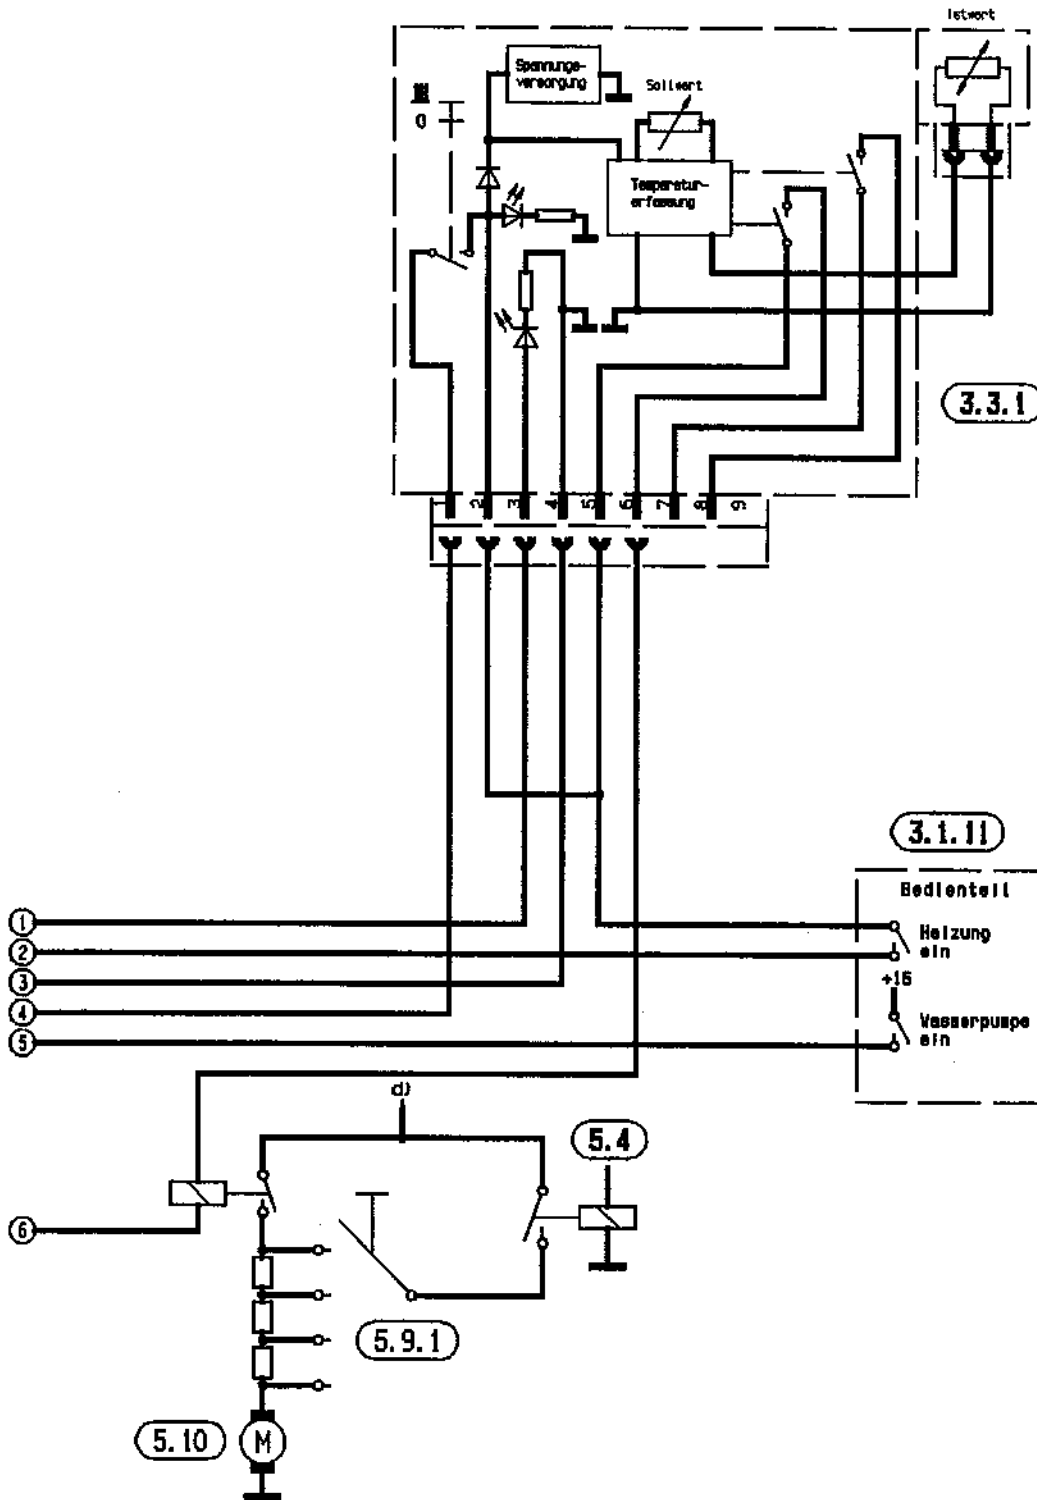 Istwert
Spannungs-
versorgung
Sollwert
0
Temperatur-
erfassung
3.3.1
1 2 3 4 5 6 7 8 9
3.1.11
Bedienteil
1
Heizung
ein
2
+15
3
4
Wasserpumpe
ein
5
d)
5.4
6
5.9.1
5.10
M